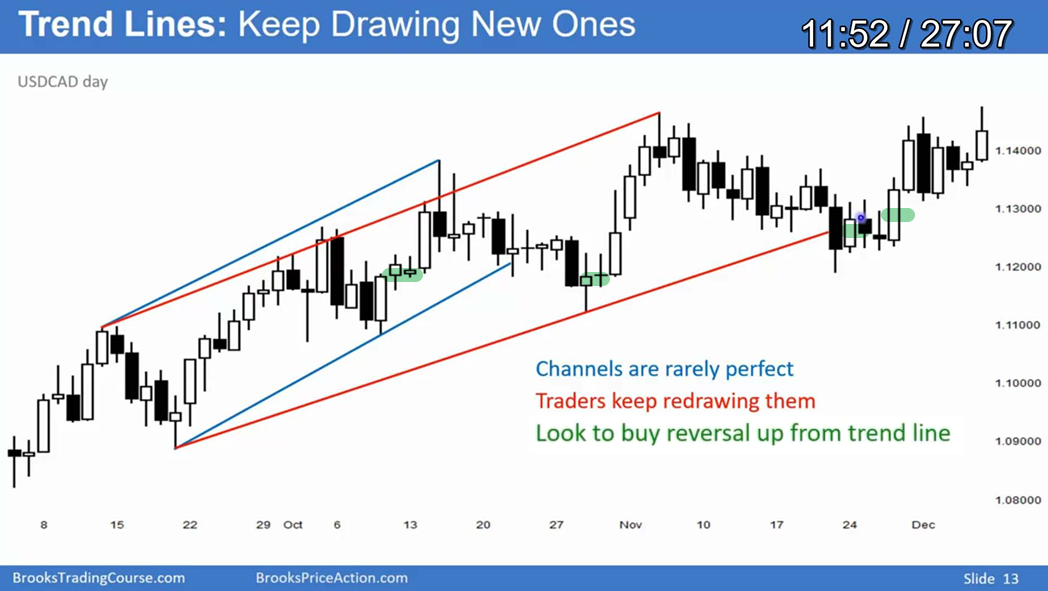 Trend Lines: Keep Drawing New Ones
11:52 / 27:07
USDCAD day
1.14000
1.13000
1.12000
1.11000
Channels are rarely perfect
1.10000
Traders keep redrawing them
Look to buy reversal up from trend line
1.09000
1.08000
8 15 22 29 Oct 6 13 20 27 Nov 10 17 24 Dec
BrooksTradingCourse.com BrooksPriceAction.com Slide 13